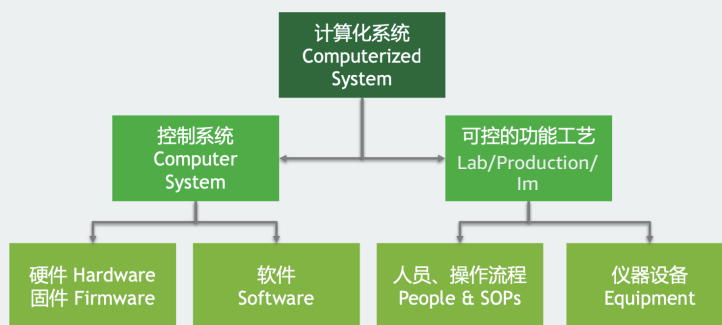 计算化系统
Computerized
System
控制系统
Computer
System
可控的功能工艺
Lab/Production/
Im
硬件 Hardware
固件 Firmware
软件
Software
人员、操作流程
People & SOPs
仪器设备
Equipment